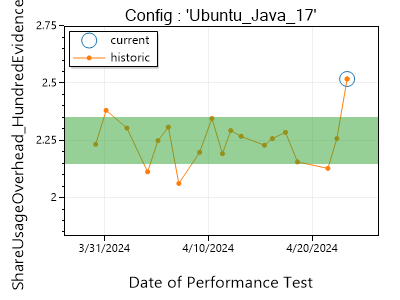 Config : 'Ubuntu_Java_17'
ShareUsageOverhead_HundredEvidence
2.75
2.5
2.25
2
current
historic
3/31/2024
4/10/2024
4/20/2024
Date of Performance Test